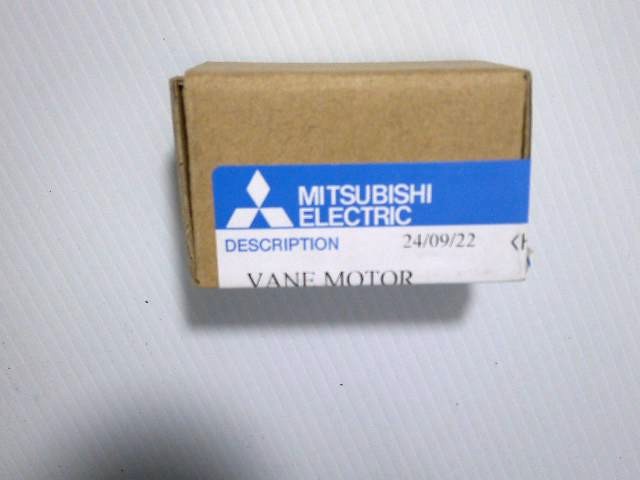 MITSUBISHI
ELECTRIC
DESCRIPTION 24/09/22
VANE MOTOR